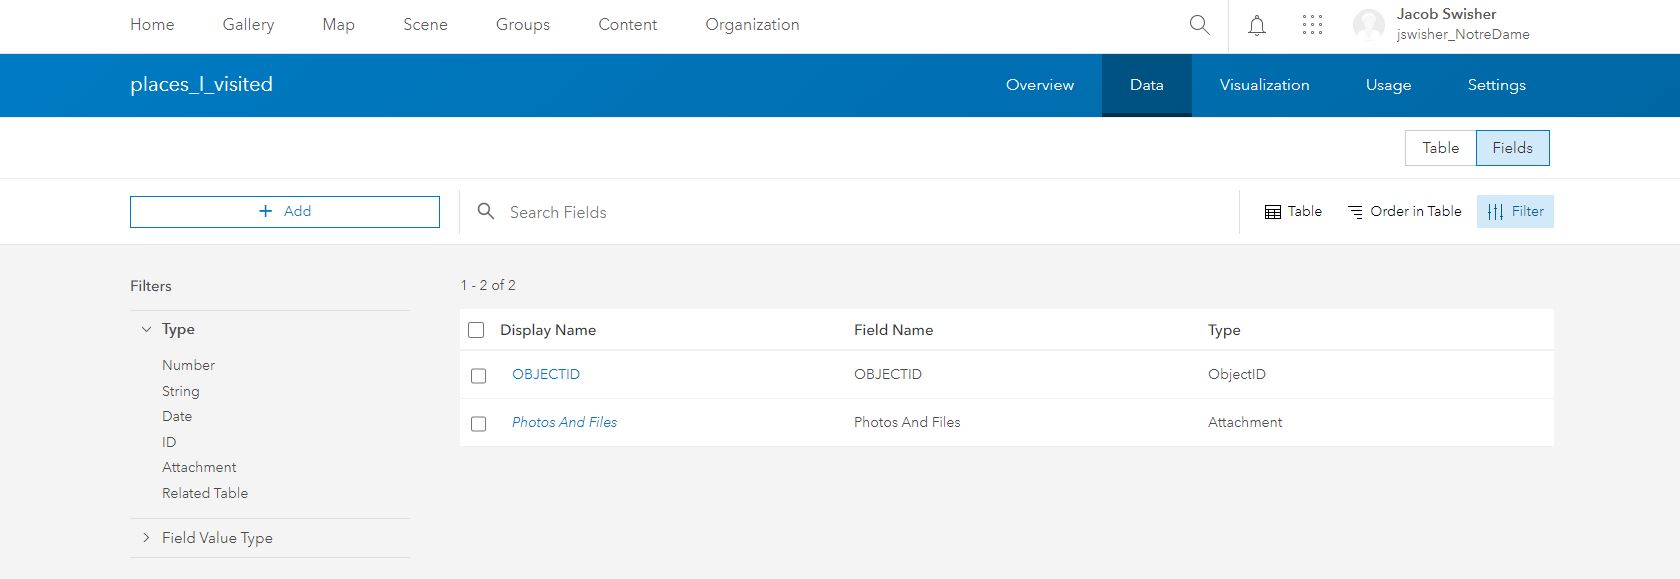 Home Gallery Map Scene Groups Content Organization Jacob Swisher
jswisher_NotreDame
places_I_visited Overview Data Visualization Usage Settings
Table Fields
+ Add Search Fields Table Order in Table Filter
Filters
Type
Number
String
Date
ID
Attachment
Related Table
Field Value Type
1 - 2 of 2
Display Name Field Name Type
OBJECTID OBJECTID ObjectID
Photos And Files Photos And Files Attachment